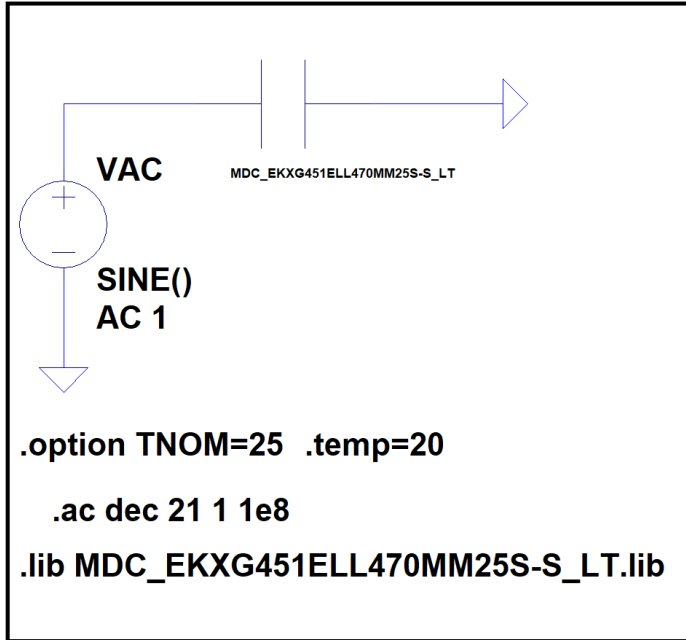 VAC
MDC_EKXG451ELL470MM25S-S_LT
SINE()
AC 1
.option TNOM=25 .temp=20
.ac dec 21 1 1e8
.lib MDC_EKXG451ELL470MM25S-S_LT.lib